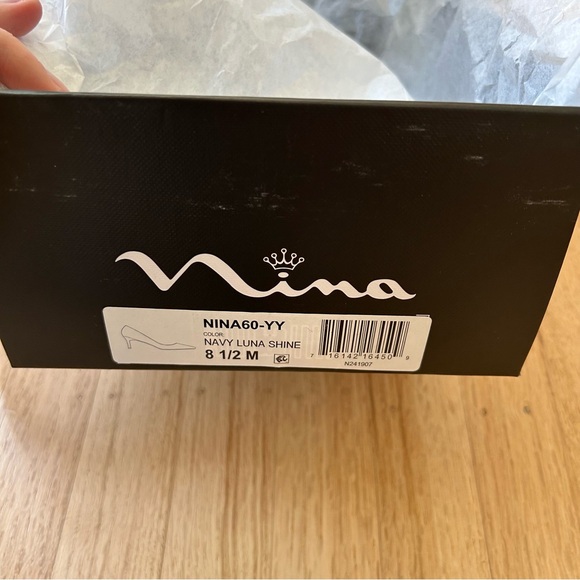 nina
NINA60-YY
COLOR:
NAVY LUNA SHINE
8 1/2 M
7 16142 16450 9
N241907